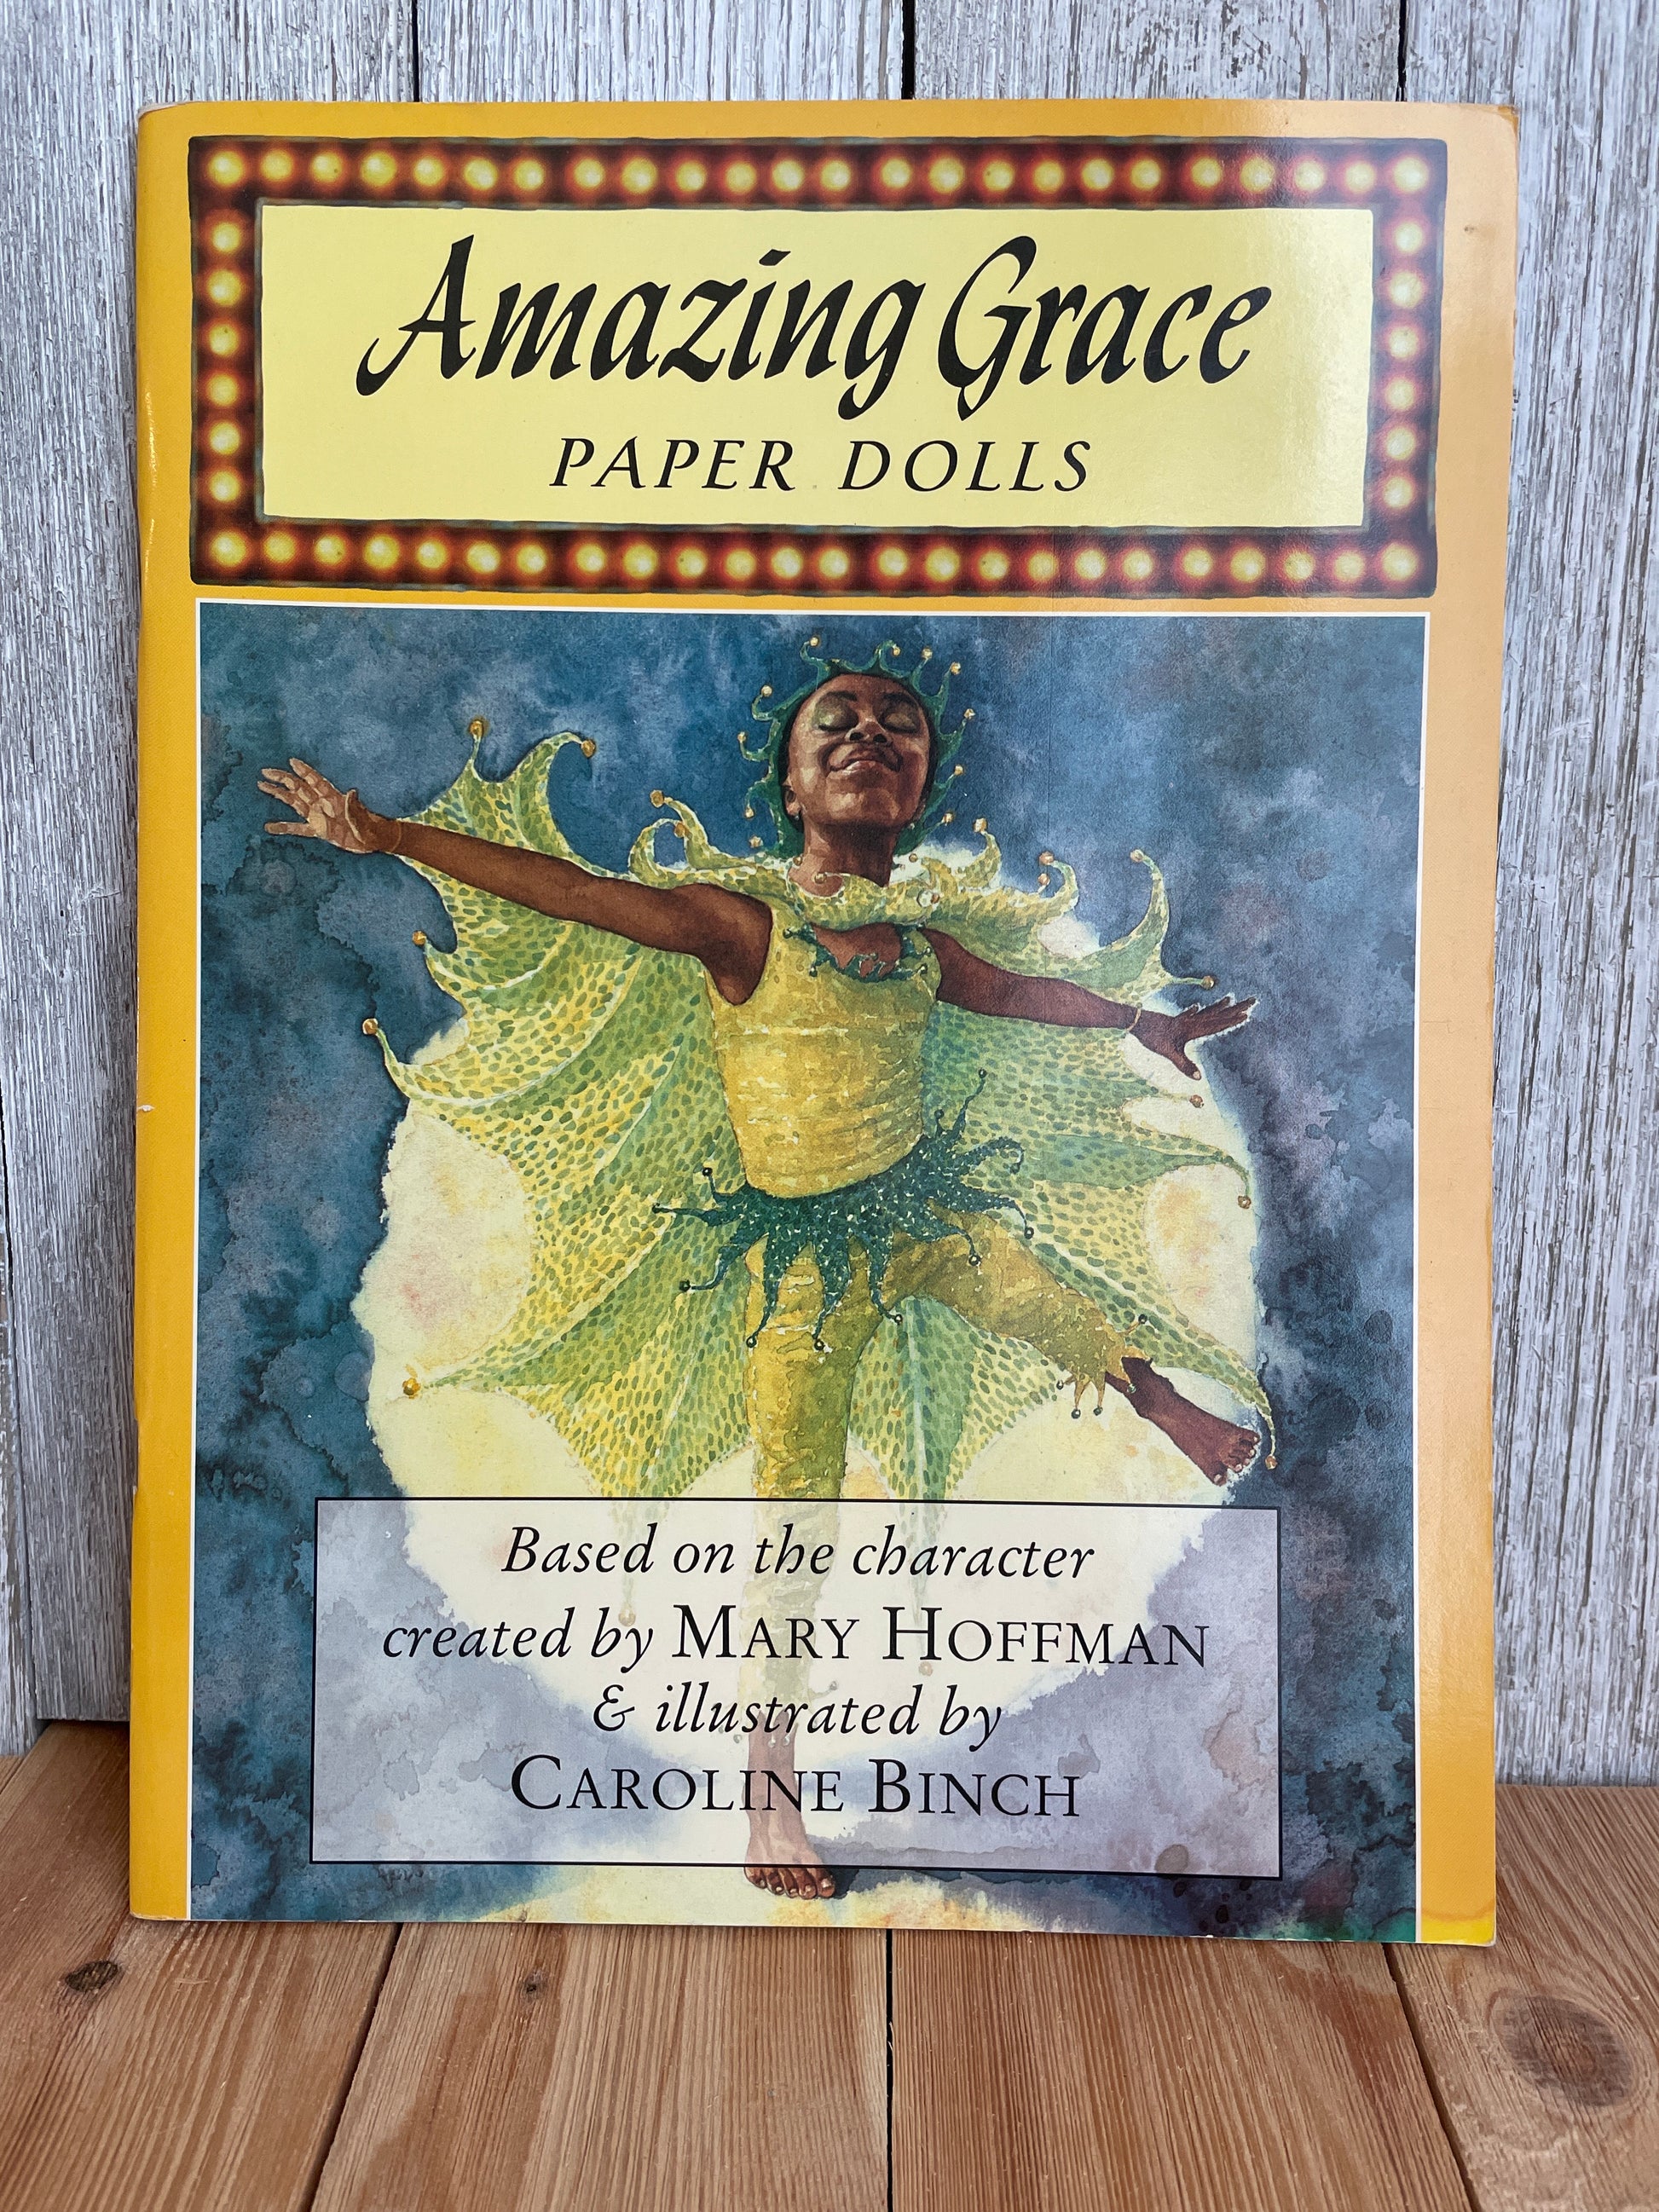 Amazing Grace
PAPER DOLLS
Based on the character
created by MARY HOFFMAN
& illustrated by
CAROLINE BINCH